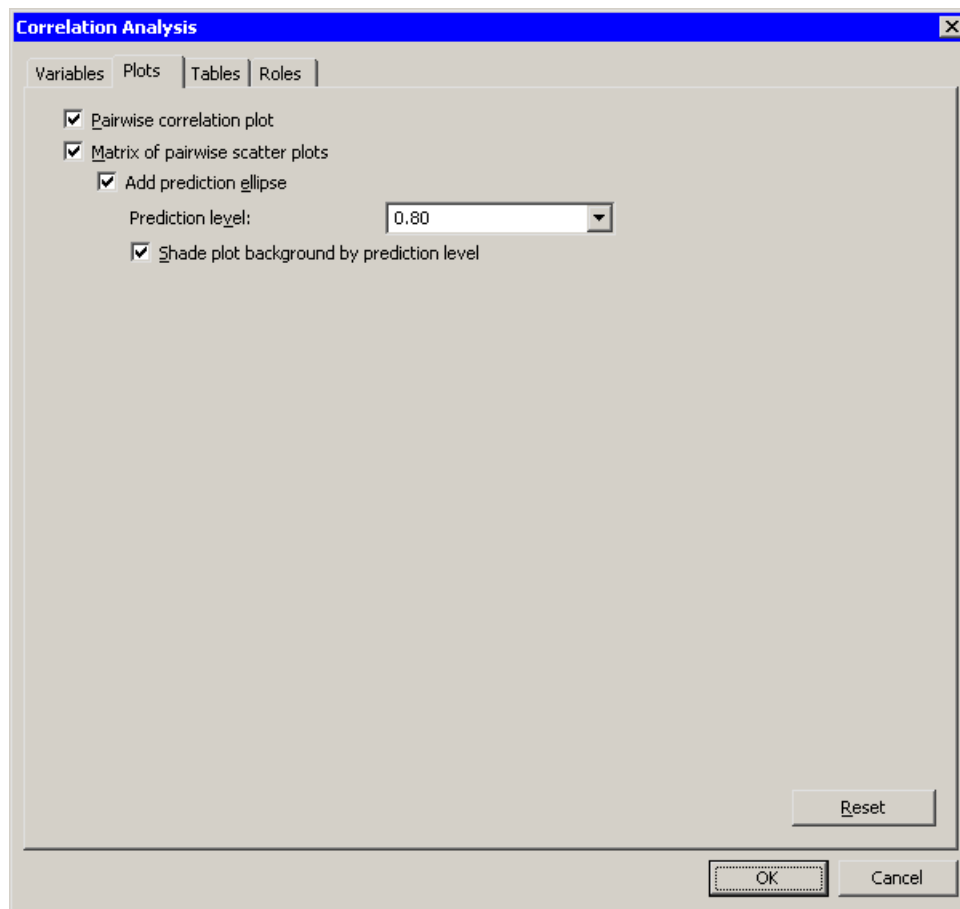 Correlation Analysis
Variables Plots Tables Roles
Pairwise correlation plot
Matrix of pairwise scatter plots
Add prediction ellipse
Prediction level: 0.80
Shade plot background by prediction level
Reset
OK Cancel